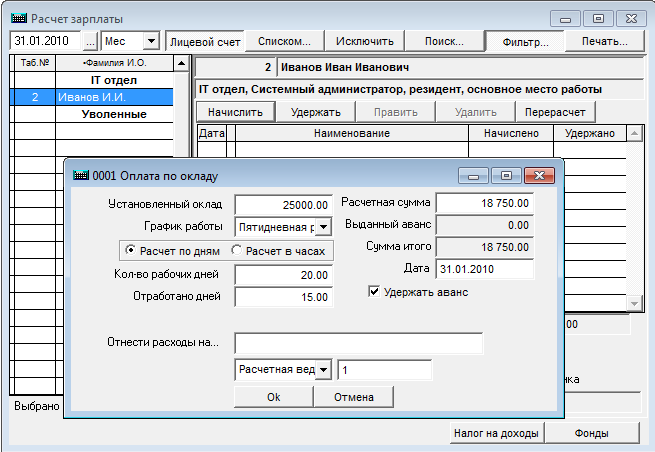 Расчет зарплаты
31.01.2010 ... Мес Лицевой счет Списком... Исключить Поиск... Фильтр... Печать...
Таб.№ Фамилия И.О.
IT отдел
2 Иванов И.И.
Уволенные
2 Иванов Иван Иванович
IT отдел, Системный администратор, резидент, основное место работы
Начислить Удержать Править Удалить Перерасчет
Дата Наименование Начислено Удержано
0001 Оплата по окладу
Установленный оклад 25000.00
График работы Пятидневная р
Расчет по дням Расчет в часах
Кол-во рабочих дней 20.00
Отработано дней 15.00
Расчетная сумма 18 750.00
Выданный аванс 0.00
Сумма итого 18 750.00
Дата 31.01.2010
Удержать аванс
Отнести расходы на...
Расчетная вед 1
Ok Отмена
00
нка
Выбрано
Налог на доходы Фонды